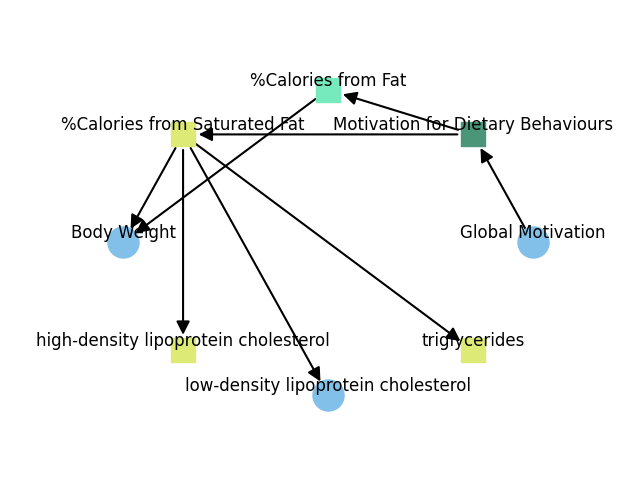 %Calories from Fat
%Calories from Saturated Fat
Motivation for Dietary Behaviours
Body Weight
Global Motivation
high-density lipoprotein cholesterol
triglycerides
low-density lipoprotein cholesterol